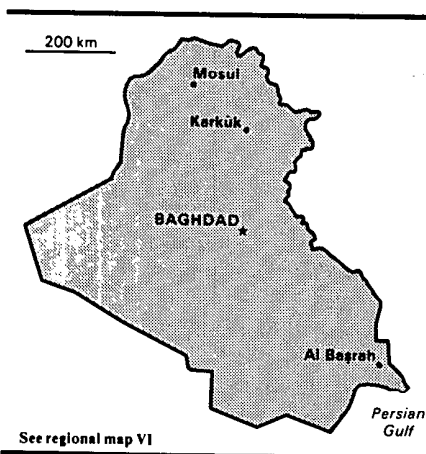 200 km
Mosul
Karkūk
BAGHDAD
Al Başrah
Persian
Gulf
See regional map VI